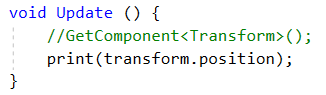 void Update () {
    //GetComponent<Transform>();
    print(transform.position);
}